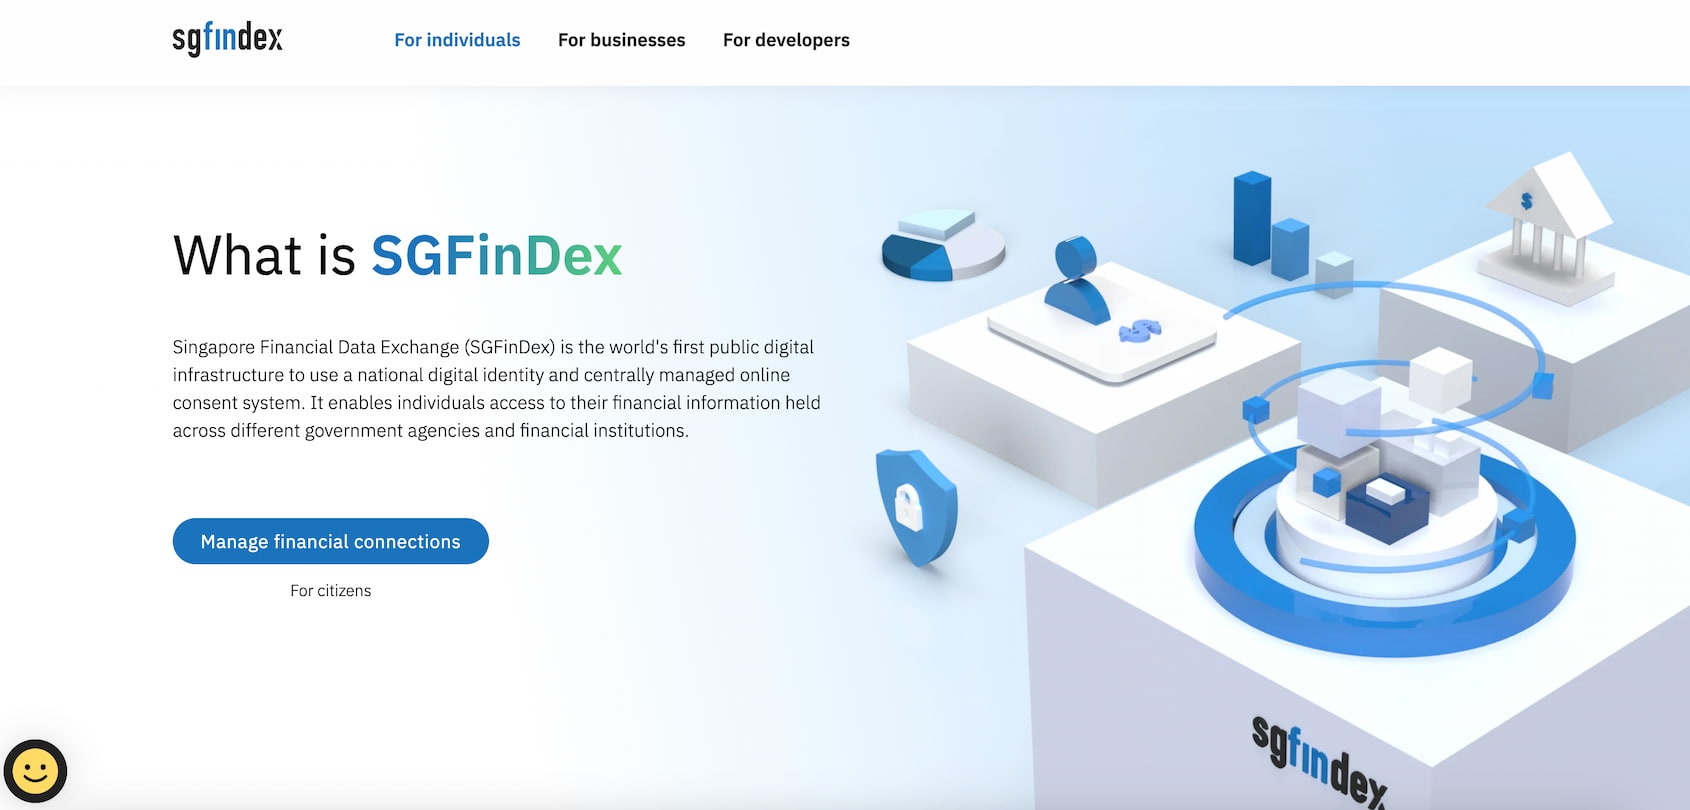 sgfindex
For individuals
For businesses
For developers
What is SGFinDex
Singapore Financial Data Exchange (SGFinDex) is the world's first public digital
infrastructure to use a national digital identity and centrally managed online
consent system. It enables individuals access to their financial information held
across different government agencies and financial institutions.
Manage financial connections
For citizens
$
$
sgfindex